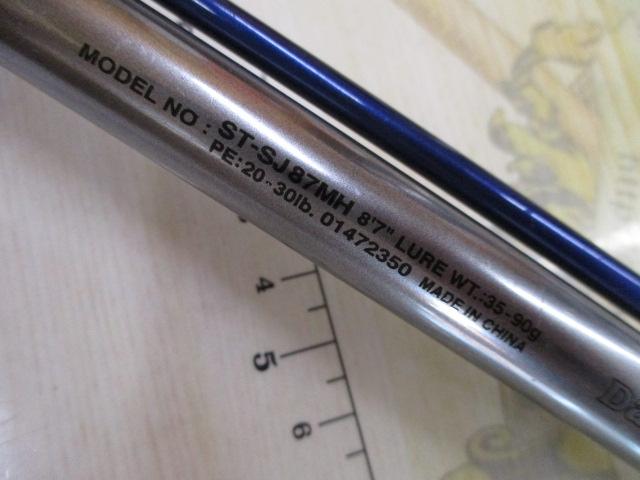 MODEL NO : ST-SJ87MH 8'7" LURE WT.:35-90g
PE:20-30lb. 01472350 MADE IN CHINA
Da
4
5
6